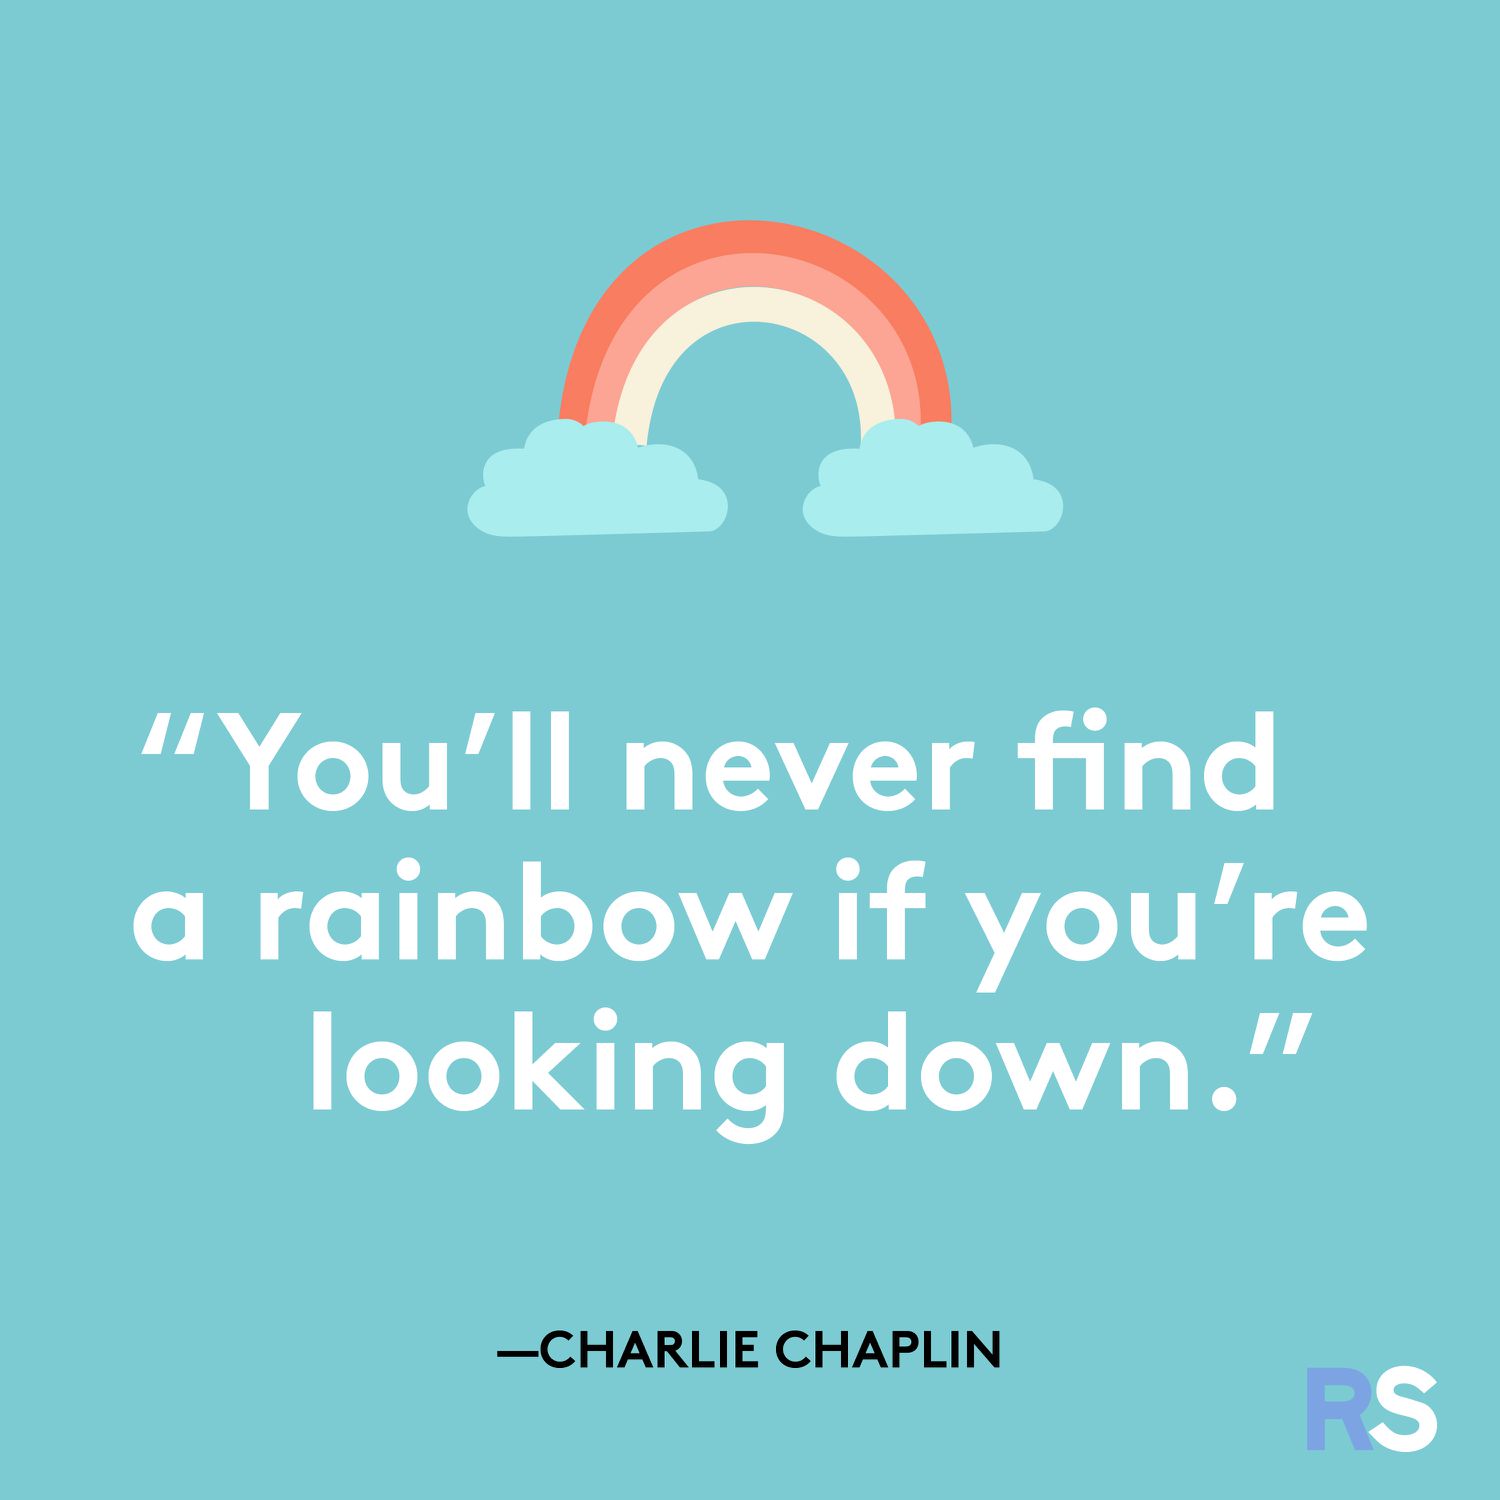 “You’ll never find
a rainbow if you’re
looking down.”
—CHARLIE CHAPLIN
RS